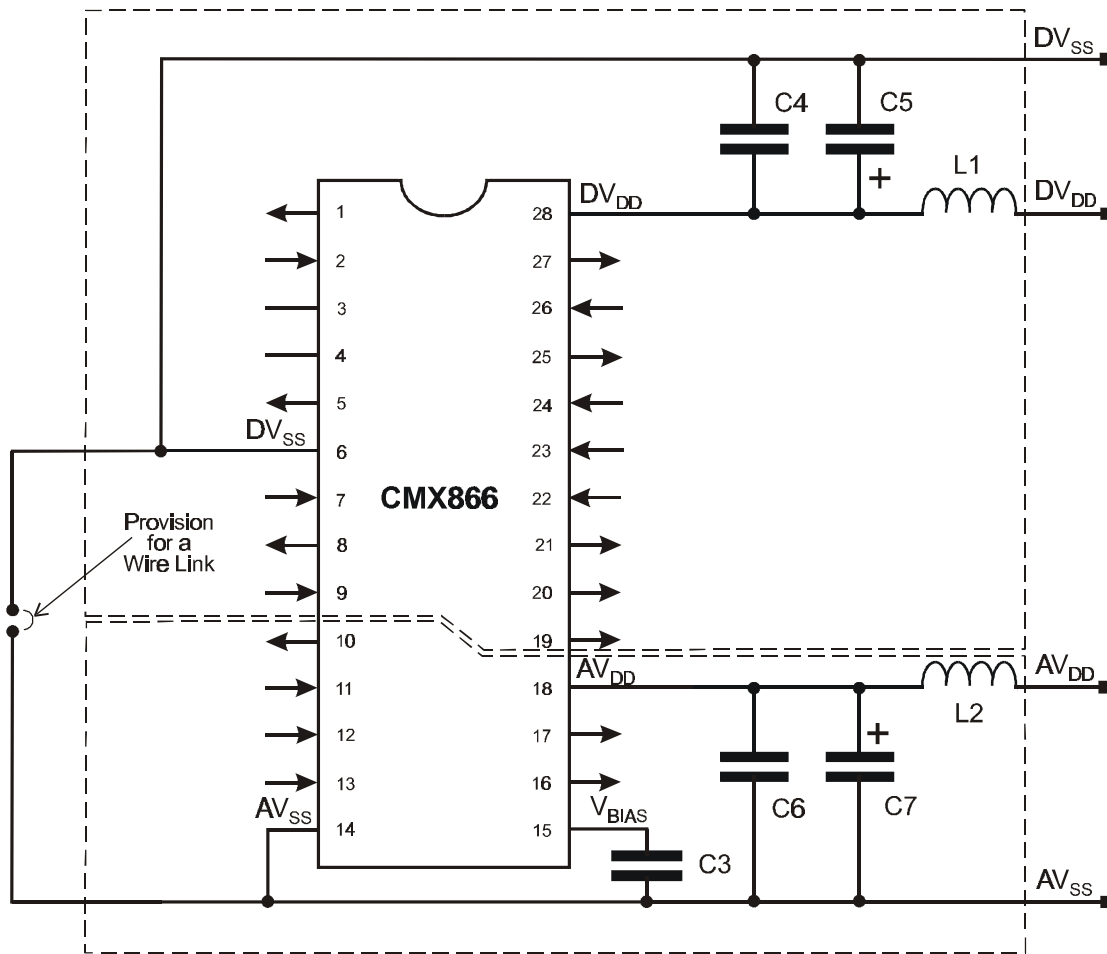 DVSS
C4 C5
L1
DVDD DVDD
1 28
2 27
3 26
4 25
5 24
DVSS
6 23
CMX866
7 22
Provision
for a
Wire Link
8 21
9 20
10 19
AVDD AVDD
11 18
L2
12 17
+
13 16
C6 C7
AVSS VBIAS
14 15
C3
AVSS
+